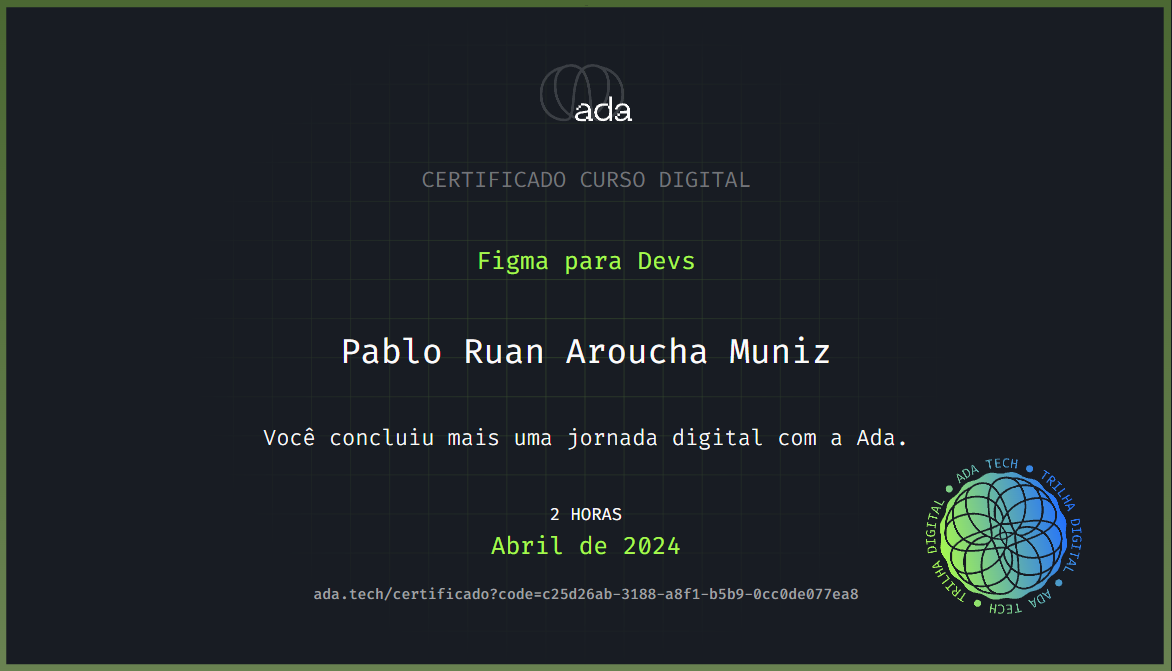 ada
CERTIFICADO CURSO DIGITAL
Figma para Devs
Pablo Ruan Aroucha Muniz
Você concluiu mais uma jornada digital com a Ada.
2 HORAS
Abril de 2024
ada.tech/certificado?code=c25d26ab-3188-a8f1-b5b9-0cc0de077ea8
ADA TECH • TRILHA DIGITAL • ADA TECH • TRILHA DIGITAL •